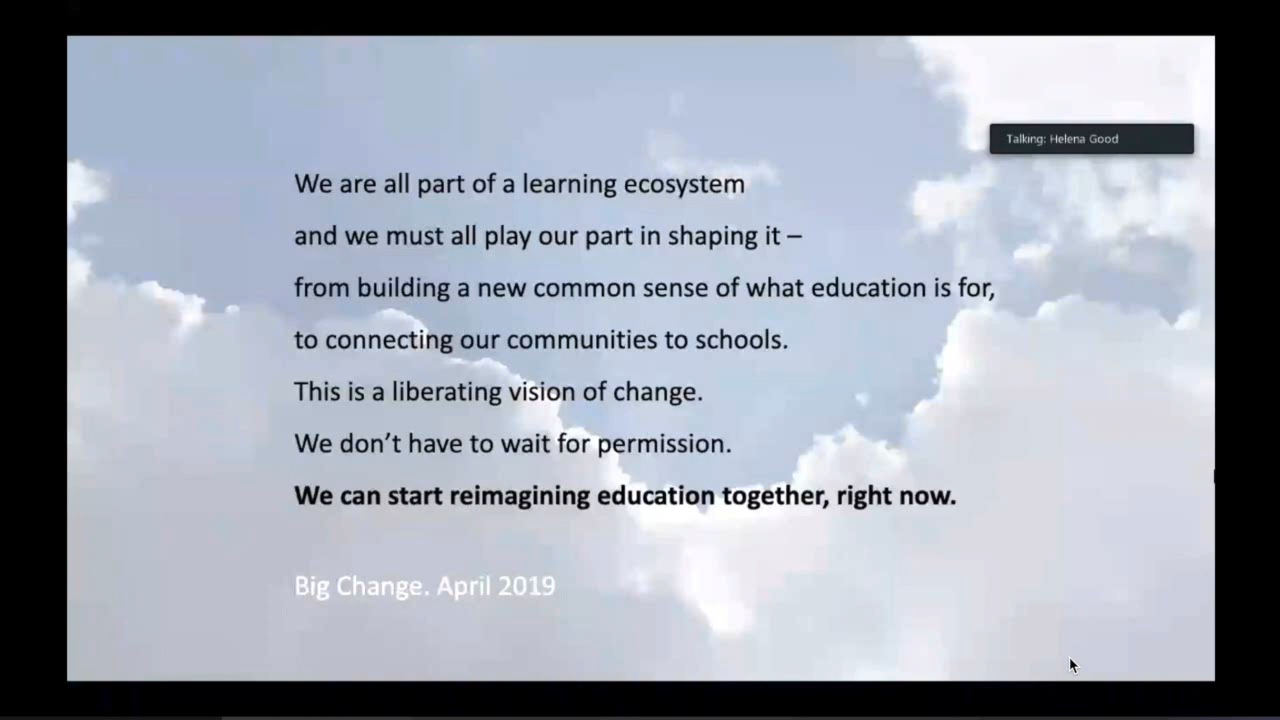 Talking: Helena Good
We are all part of a learning ecosystem
and we must all play our part in shaping it –
from building a new common sense of what education is for,
to connecting our communities to schools.
This is a liberating vision of change.
We don’t have to wait for permission.
We can start reimagining education together, right now.
Big Change. April 2019